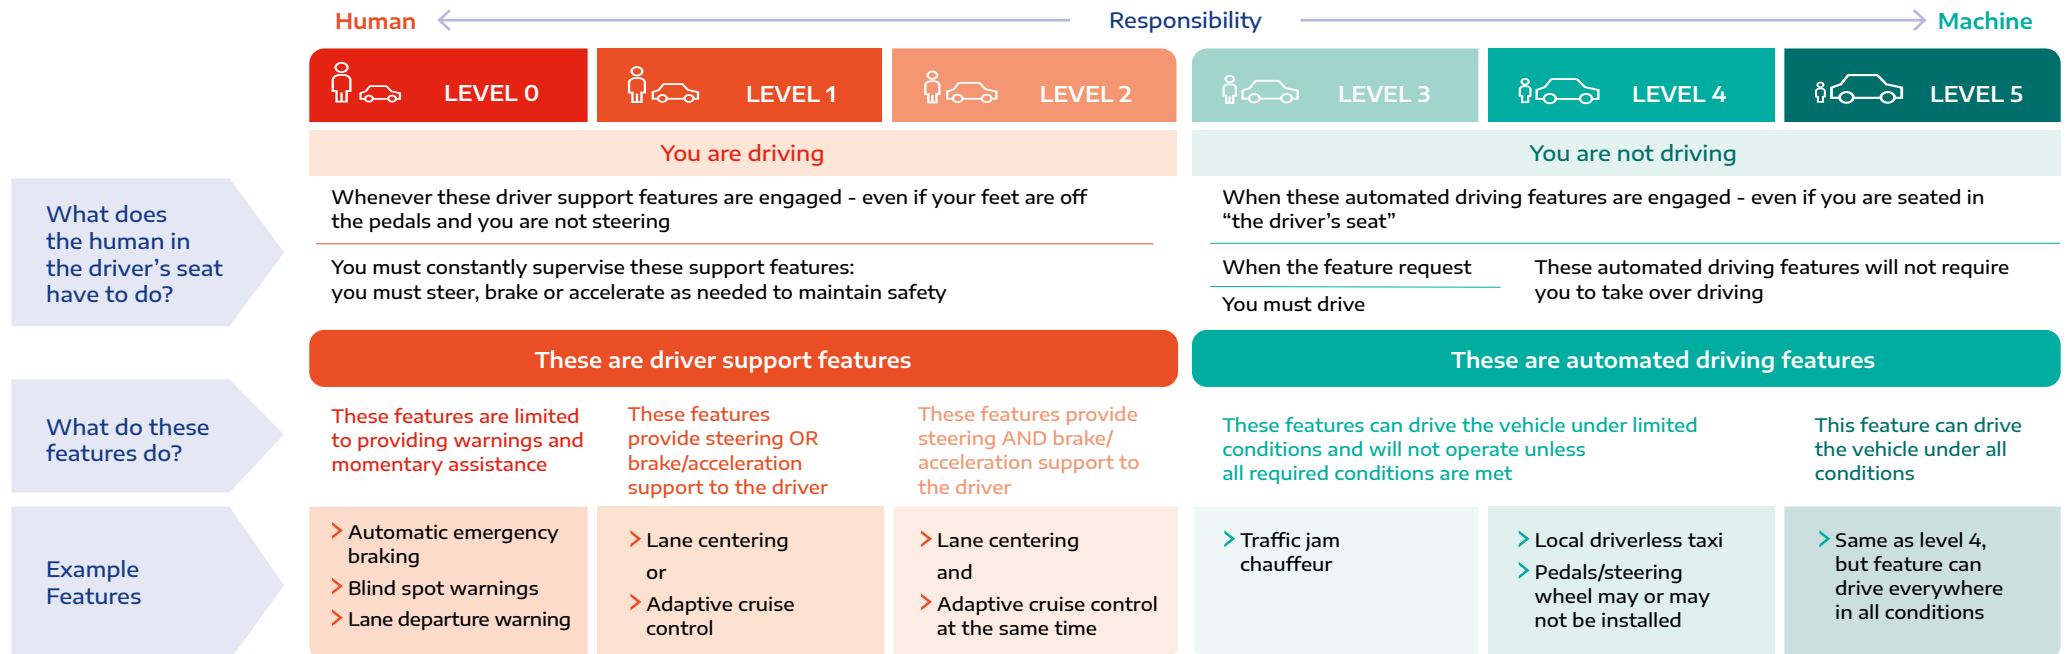 Human
Responsibility
Machine
LEVEL 0
LEVEL 1
LEVEL 2
LEVEL 3
LEVEL 4
LEVEL 5
You are driving
You are not driving
What does
the human in
the driver's seat
have to do?
Whenever these driver support features are engaged - even if your feet are off
the pedals and you are not steering
You must constantly supervise these support features:
you must steer, brake or accelerate as needed to maintain safety
When these automated driving features are engaged - even if you are seated in
“the driver’s seat”
When the feature request
You must drive
These automated driving features will not require
you to take over driving
These are driver support features
These are automated driving features
What do these
features do?
These features are limited
to providing warnings and
momentary assistance
These features
provide steering OR
brake/acceleration
support to the driver
These features provide
steering AND brake/
acceleration support to
the driver
These features can drive the vehicle under limited
conditions and will not operate unless
all required conditions are met
This feature can drive
the vehicle under all
conditions
Example
Features
Automatic emergency
braking
Blind spot warnings
Lane departure warning
Lane centering
or
Adaptive cruise
control
Lane centering
and
Adaptive cruise control
at the same time
Traffic jam
chauffeur
Local driverless taxi
Pedals/steering
wheel may or may
not be installed
Same as level 4,
but feature can
drive everywhere
in all conditions